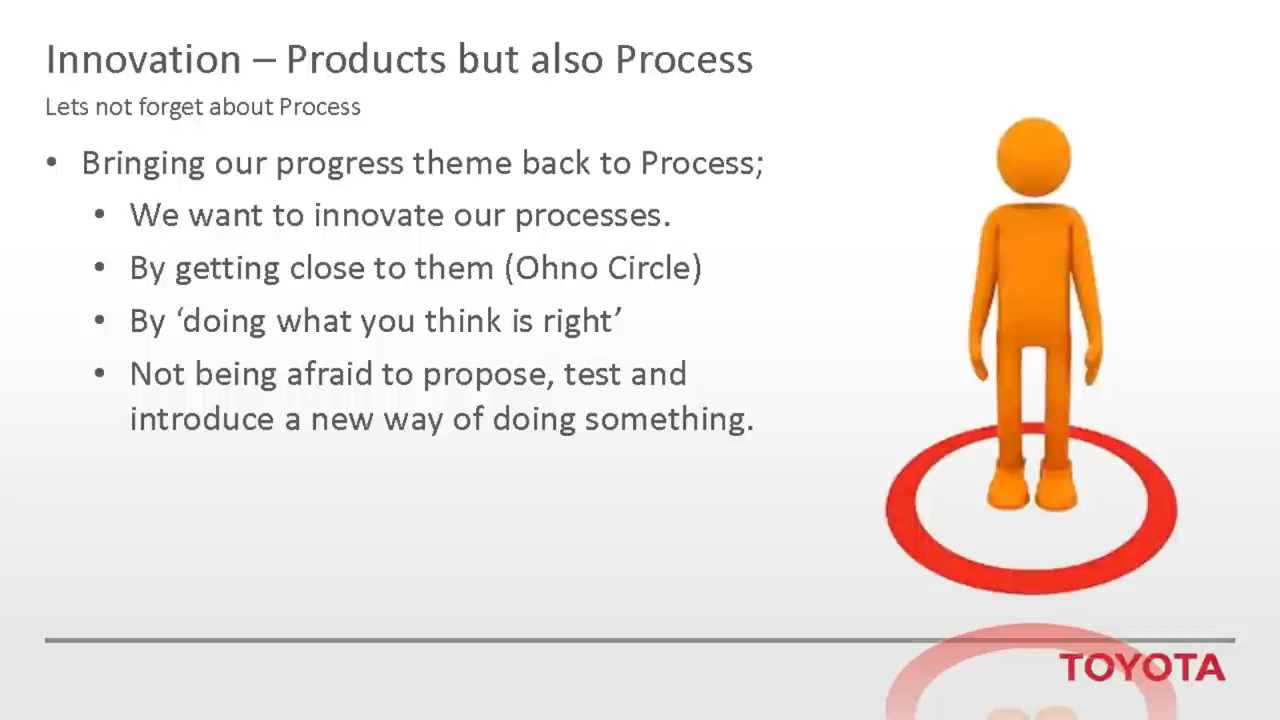 Innovation – Products but also Process
Lets not forget about Process
• Bringing our progress theme back to Process;
• We want to innovate our processes.
• By getting close to them (Ohno Circle)
• By ‘doing what you think is right’
• Not being afraid to propose, test and
introduce a new way of doing something.
TOYOTA